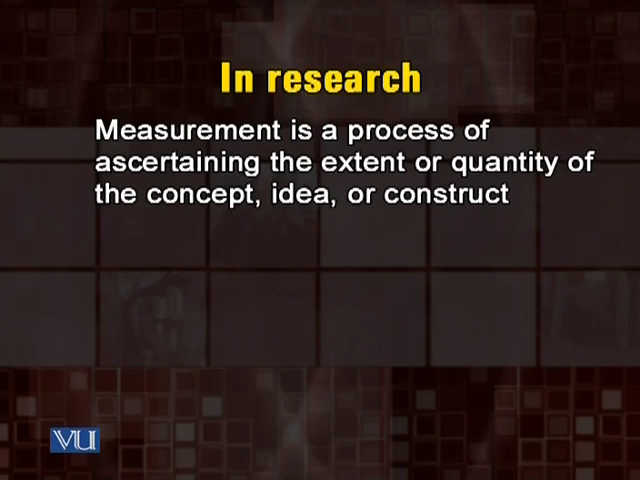 In research
Measurement is a process of
ascertaining the extent or quantity of
the concept, idea, or construct
VU